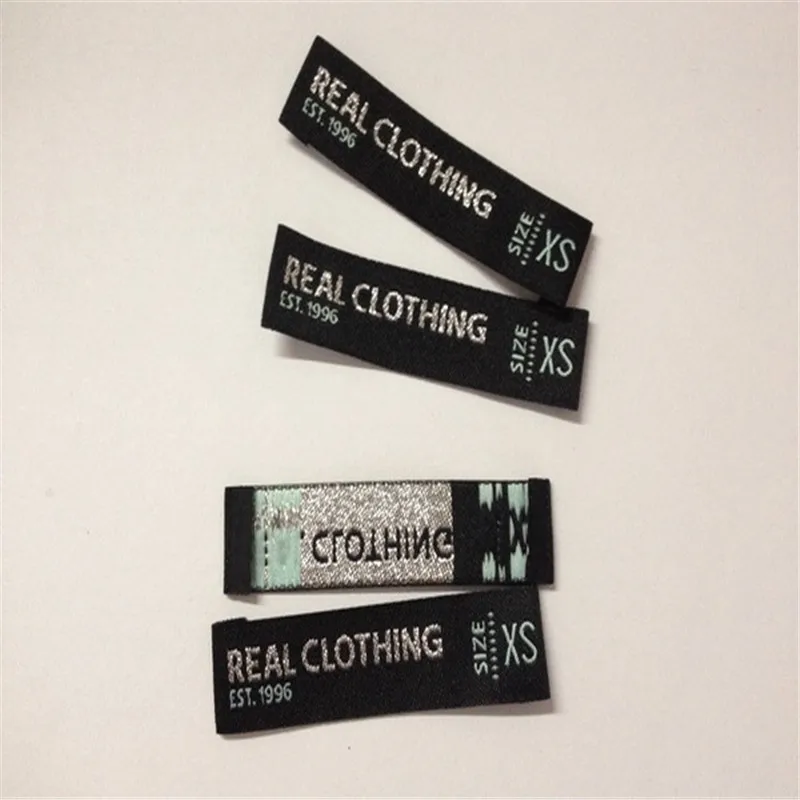 REAL CLOTHING
EST. 1996
SIZE
XS
REAL CLOTHING
EST. 1996
SIZE
XS
CLOTHING
REAL CLOTHING
EST. 1996
SIZE
XS